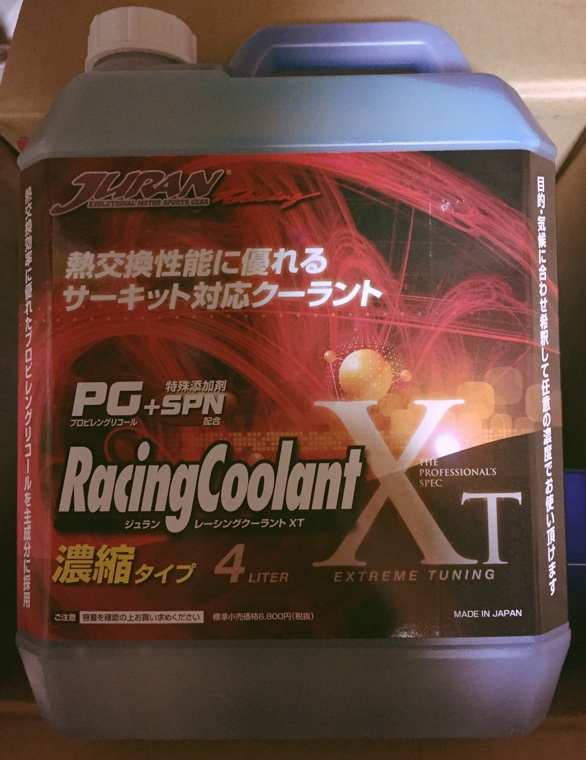 JURAN Racing
EVOLUTIONAL MOTOR SPORTS GEAR
熱交換性能に優れる
サーキット対応クーラント
PG+SPN
特殊添加剤
プロピレングリコール
配合
RacingCoolant
ジュラン レーシングクーラント XT
XT
THE
PROFESSIONAL'S
SPEC
EXTREME TUNING
濃縮タイプ 4 LITER
ご注意 容量を確認の上お買い求めください 標準小売価格6,800円(税抜)
MADE IN JAPAN
熱交換効率に優れたプロピレングリコールを主成分に採用
目的・気候に合わせ希釈して任意の濃度でお使い頂けます